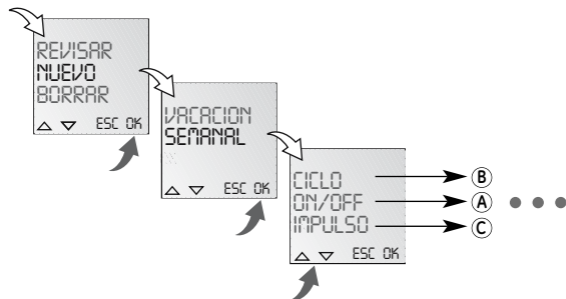 REVISAR
NUEVO
BORRAR
△ ▽ ESC OK
VACACION
SEMANAL
△ ▽ ESC OK
CICLO B
ON/OFF A
IMPULSO C
△ ▽ ESC OK